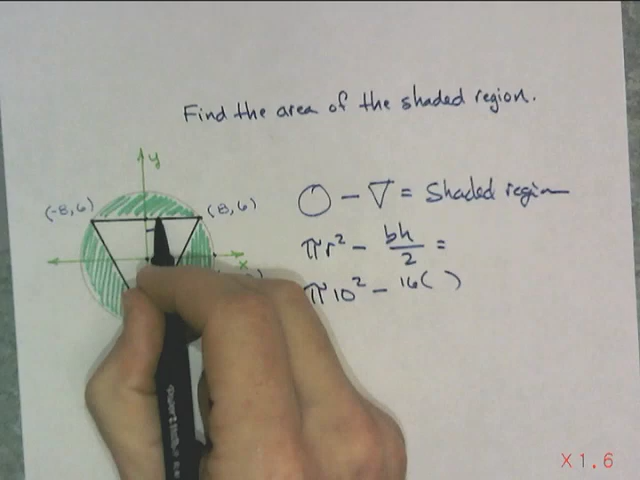 Find the area of the shaded region.
y
(-8,6)
(8,6)
x
○ - ▽ = Shaded region
πr² - bh/2 =
π10² - 16( )
X1.6